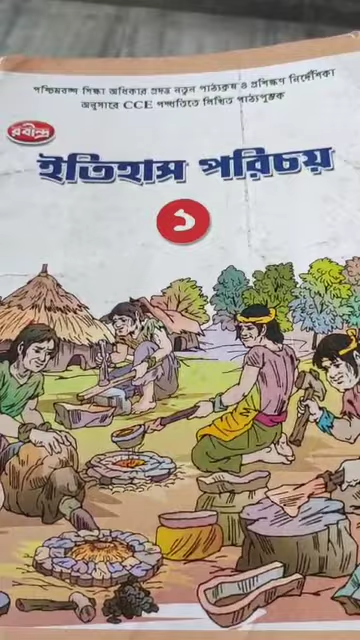 পশ্চিমবঙ্গ শিক্ষা অধিকার প্রদত্ত নতুন পাঠ্যক্রম ও প্রশিক্ষণ নির্দেশিকা
অনুসারে CCE পদ্ধতিতে লিখিত পাঠ্যপুস্তক
রবীন্দ্র
ইতিহাস পরিচয়
১